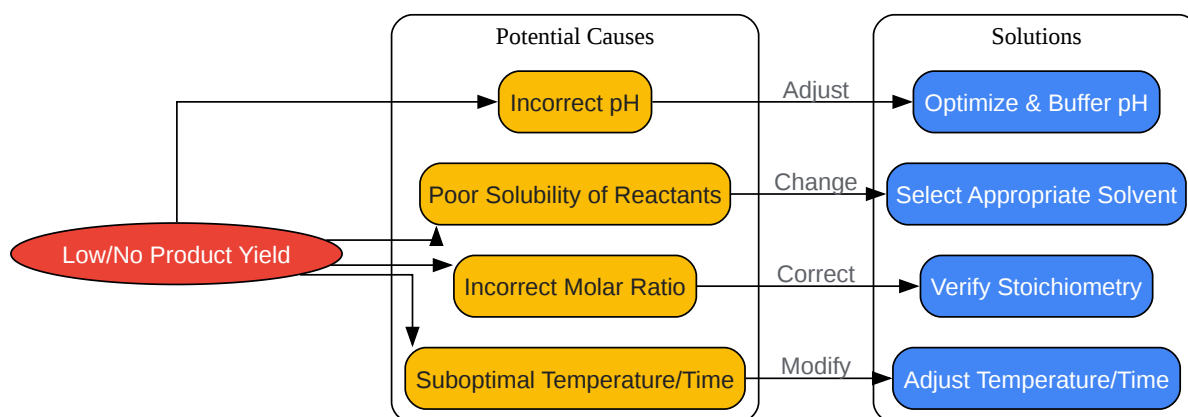 Potential Causes
Solutions
Incorrect pH
Adjust
Optimize & Buffer pH
Poor Solubility of Reactants
Change
Select Appropriate Solvent
Low/No Product Yield
Incorrect Molar Ratio
Correct
Verify Stoichiometry
Suboptimal Temperature/Time
Modify
Adjust Temperature/Time